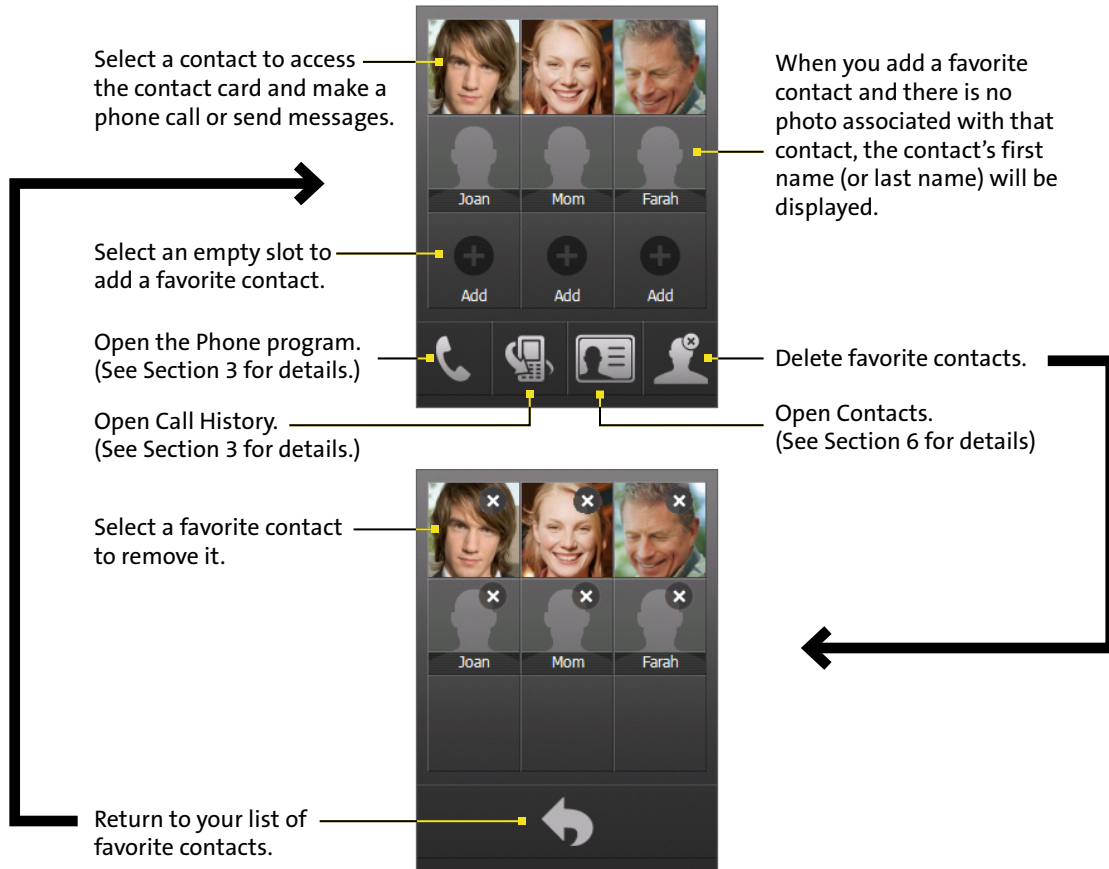 Select a contact to access
the contact card and make a
phone call or send messages.
When you add a favorite
contact and there is no
photo associated with that
contact, the contact’s first
name (or last name) will be
displayed.
Joan Mom Farah
Select an empty slot to
add a favorite contact.
Add Add Add
Open the Phone program.
(See Section 3 for details.)
Delete favorite contacts.
Open Call History.
(See Section 3 for details.)
Open Contacts.
(See Section 6 for details)
Select a favorite contact
to remove it.
Joan Mom Farah
Return to your list of
favorite contacts.